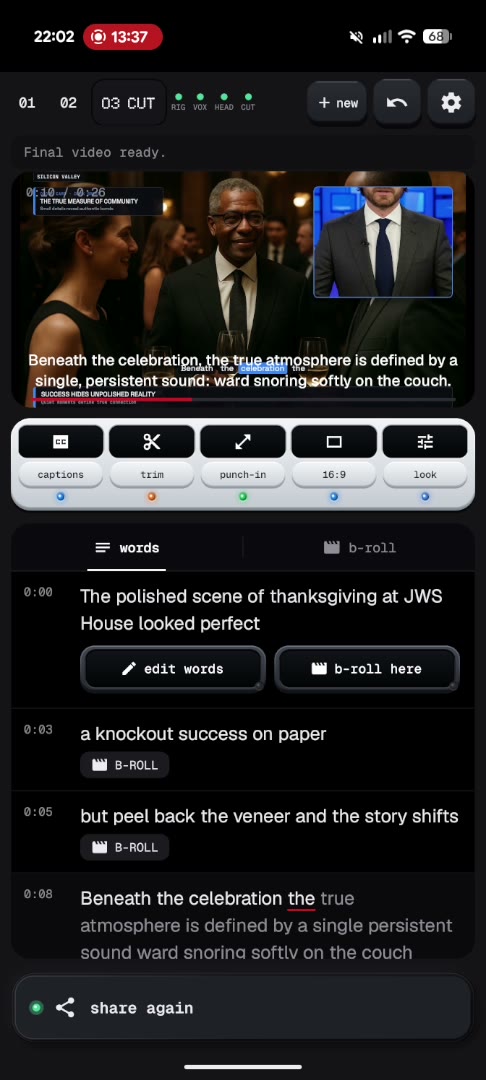 22:02
13:37
68
01
02
03 CUT
RIG
VOX
HEAD
CUT
+ new
Final video ready.
SILICON VALLEY
0:10 / 0:26
THE TRUE MEASURE OF COMMUNITY
Beneath the celebration, the true atmosphere is defined by a
Beneath the celebration the
single, persistent sound: ward snoring softly on the couch.
SUCCESS HIDES UNPOLISHED REALITY
CC
captions
trim
punch-in
16:9
look
words
b-roll
0:00
The polished scene of thanksgiving at JWS
House looked perfect
edit words
b-roll here
0:03
a knockout success on paper
B-ROLL
0:05
but peel back the veneer and the story shifts
B-ROLL
0:08
Beneath the celebration the true
atmosphere is defined by a single persistent
sound ward snoring softly on the couch
share again